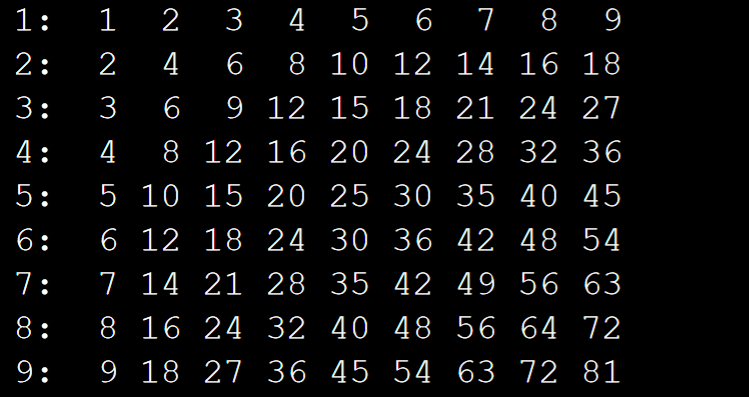 1:  1  2  3  4  5  6  7  8  9
2:  2  4  6  8 10 12 14 16 18
3:  3  6  9 12 15 18 21 24 27
4:  4  8 12 16 20 24 28 32 36
5:  5 10 15 20 25 30 35 40 45
6:  6 12 18 24 30 36 42 48 54
7:  7 14 21 28 35 42 49 56 63
8:  8 16 24 32 40 48 56 64 72
9:  9 18 27 36 45 54 63 72 81